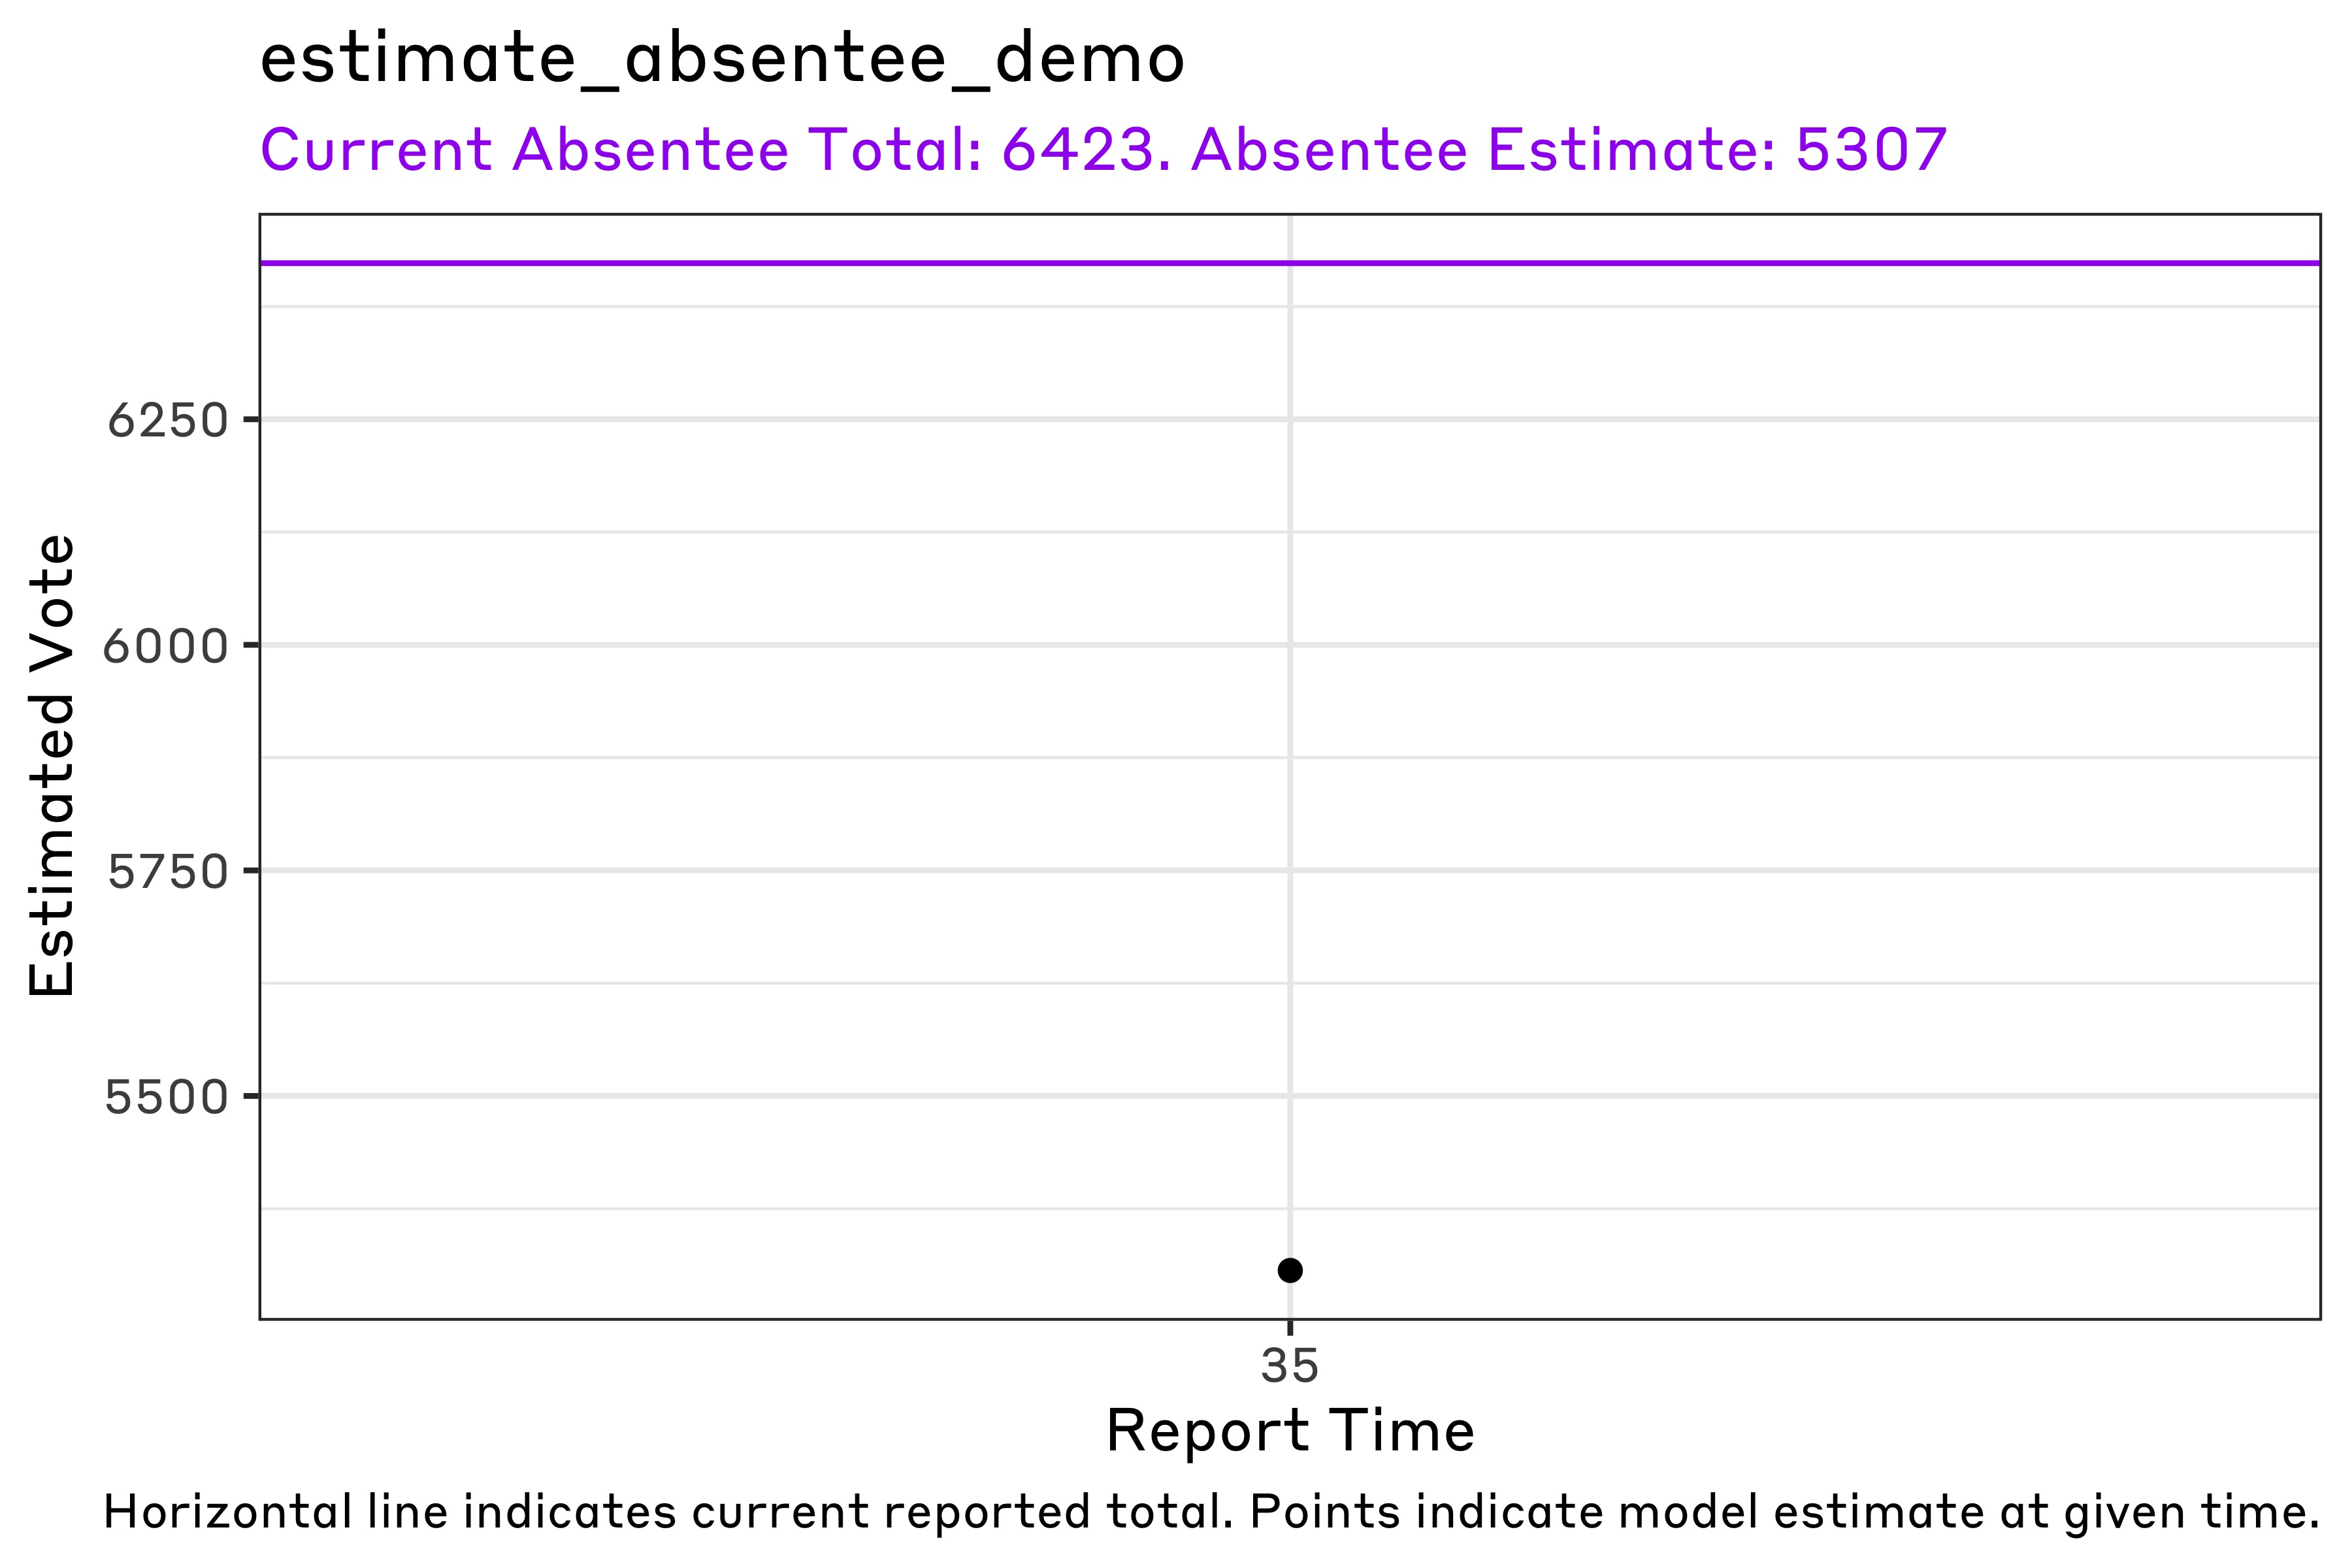 estimate_absentee_demo
Current Absentee Total: 6423. Absentee Estimate: 5307
Estimated Vote
6250
6000
5750
5500
35
Report Time
Horizontal line indicates current reported total. Points indicate model estimate at given time.